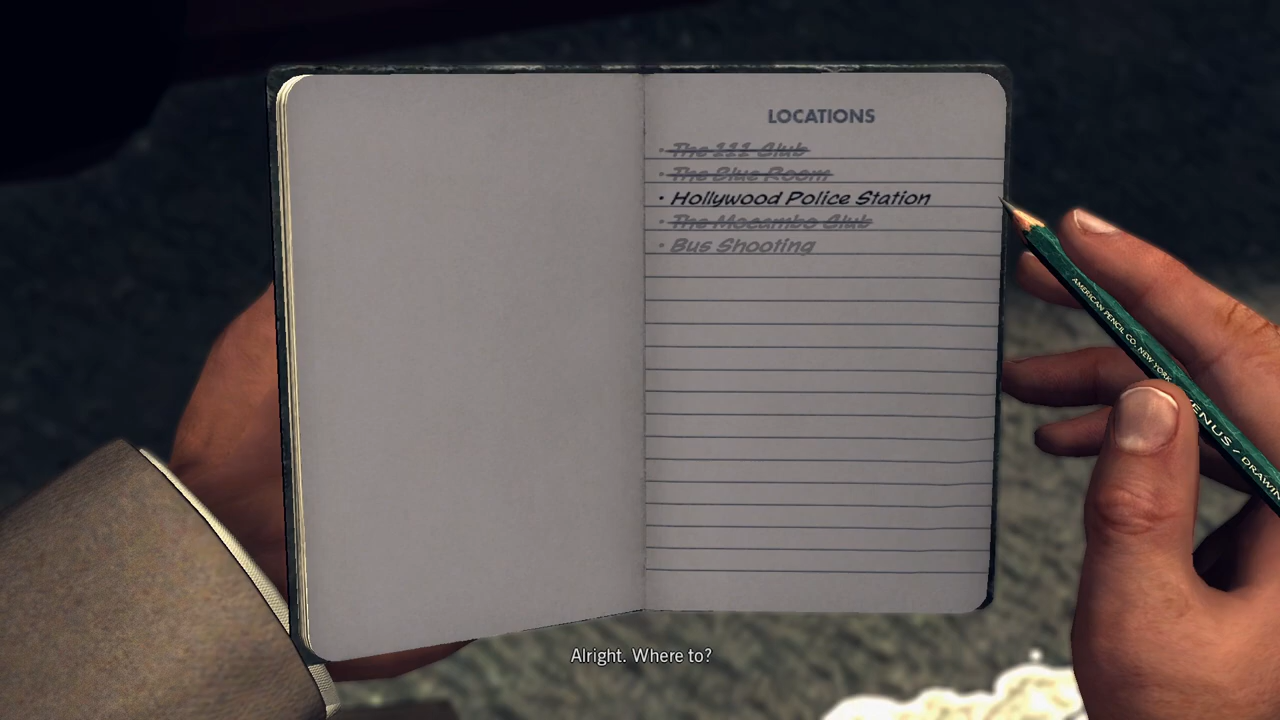 LOCATIONS
· The 111 Club
· The Blue Room
· Hollywood Police Station
· The Mocambo Club
· Bus Shooting
AMERICAN PENCIL CO. NEW YORK
VENUS / DRAWIN
Alright. Where to?